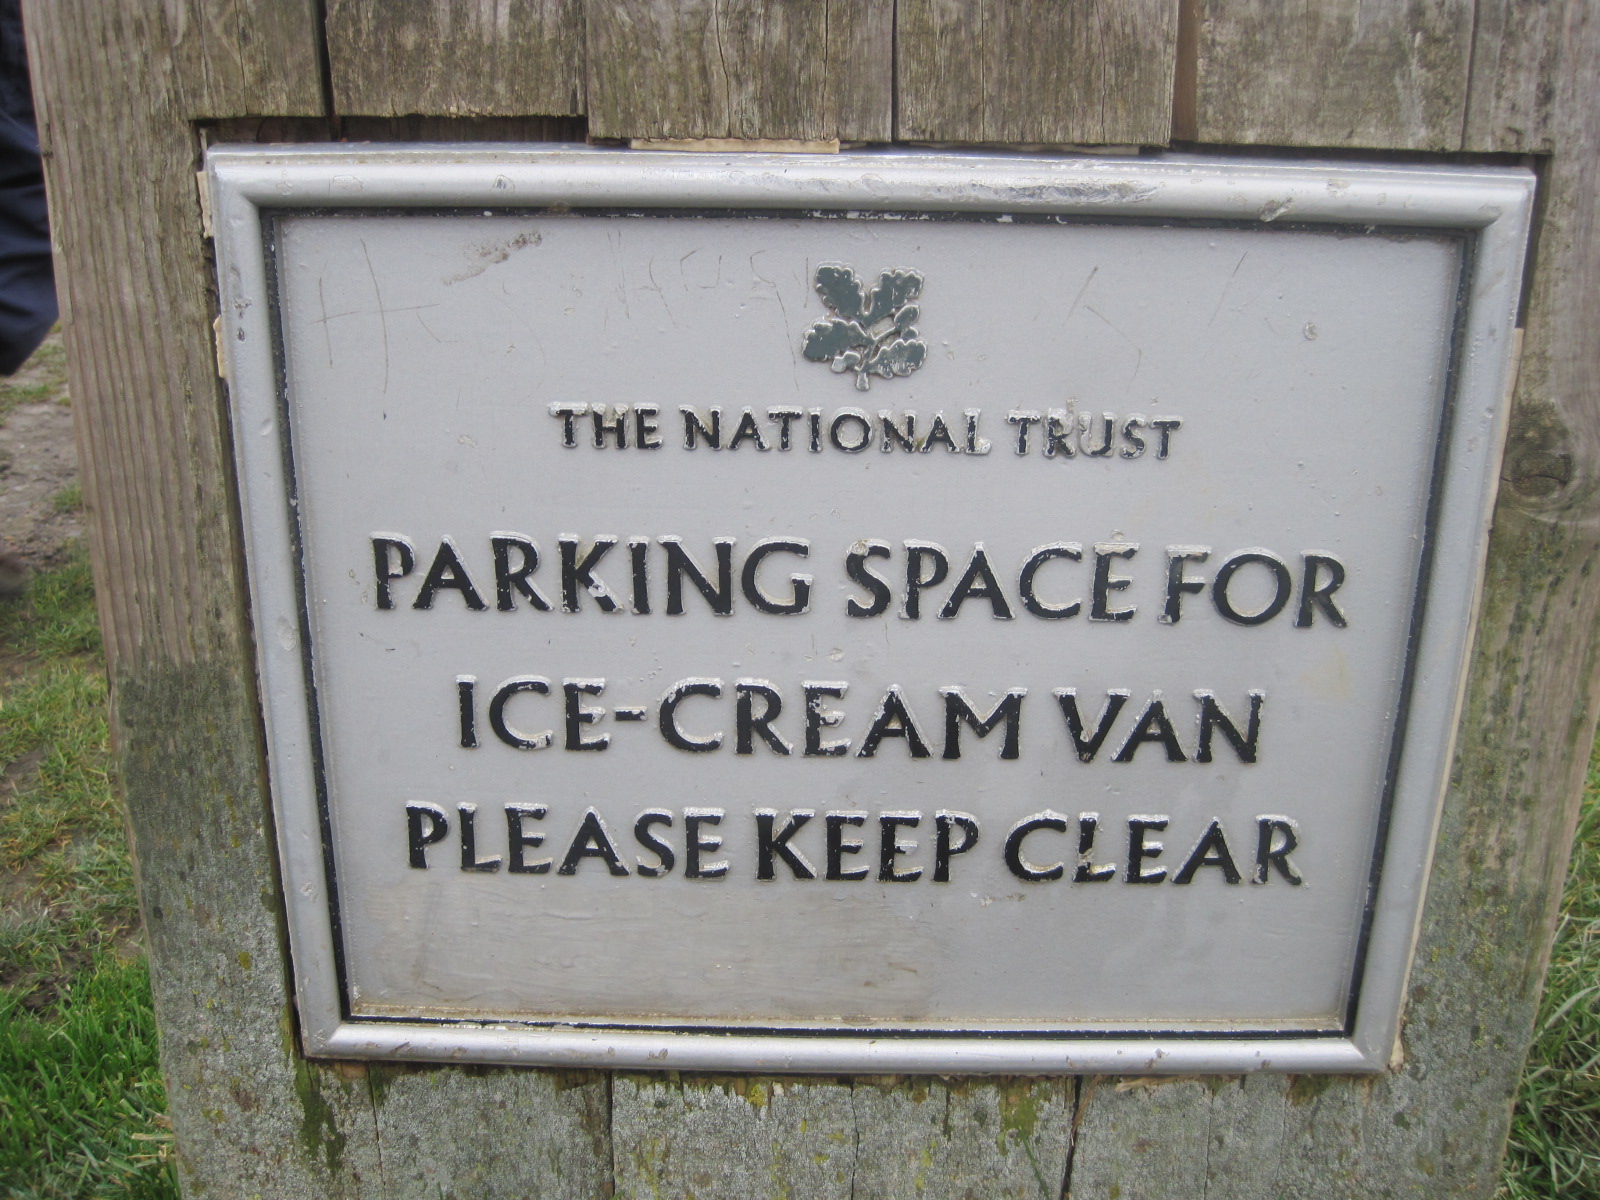 THE NATIONAL TRUST
PARKING SPACE FOR
ICE-CREAM VAN
PLEASE KEEP CLEAR